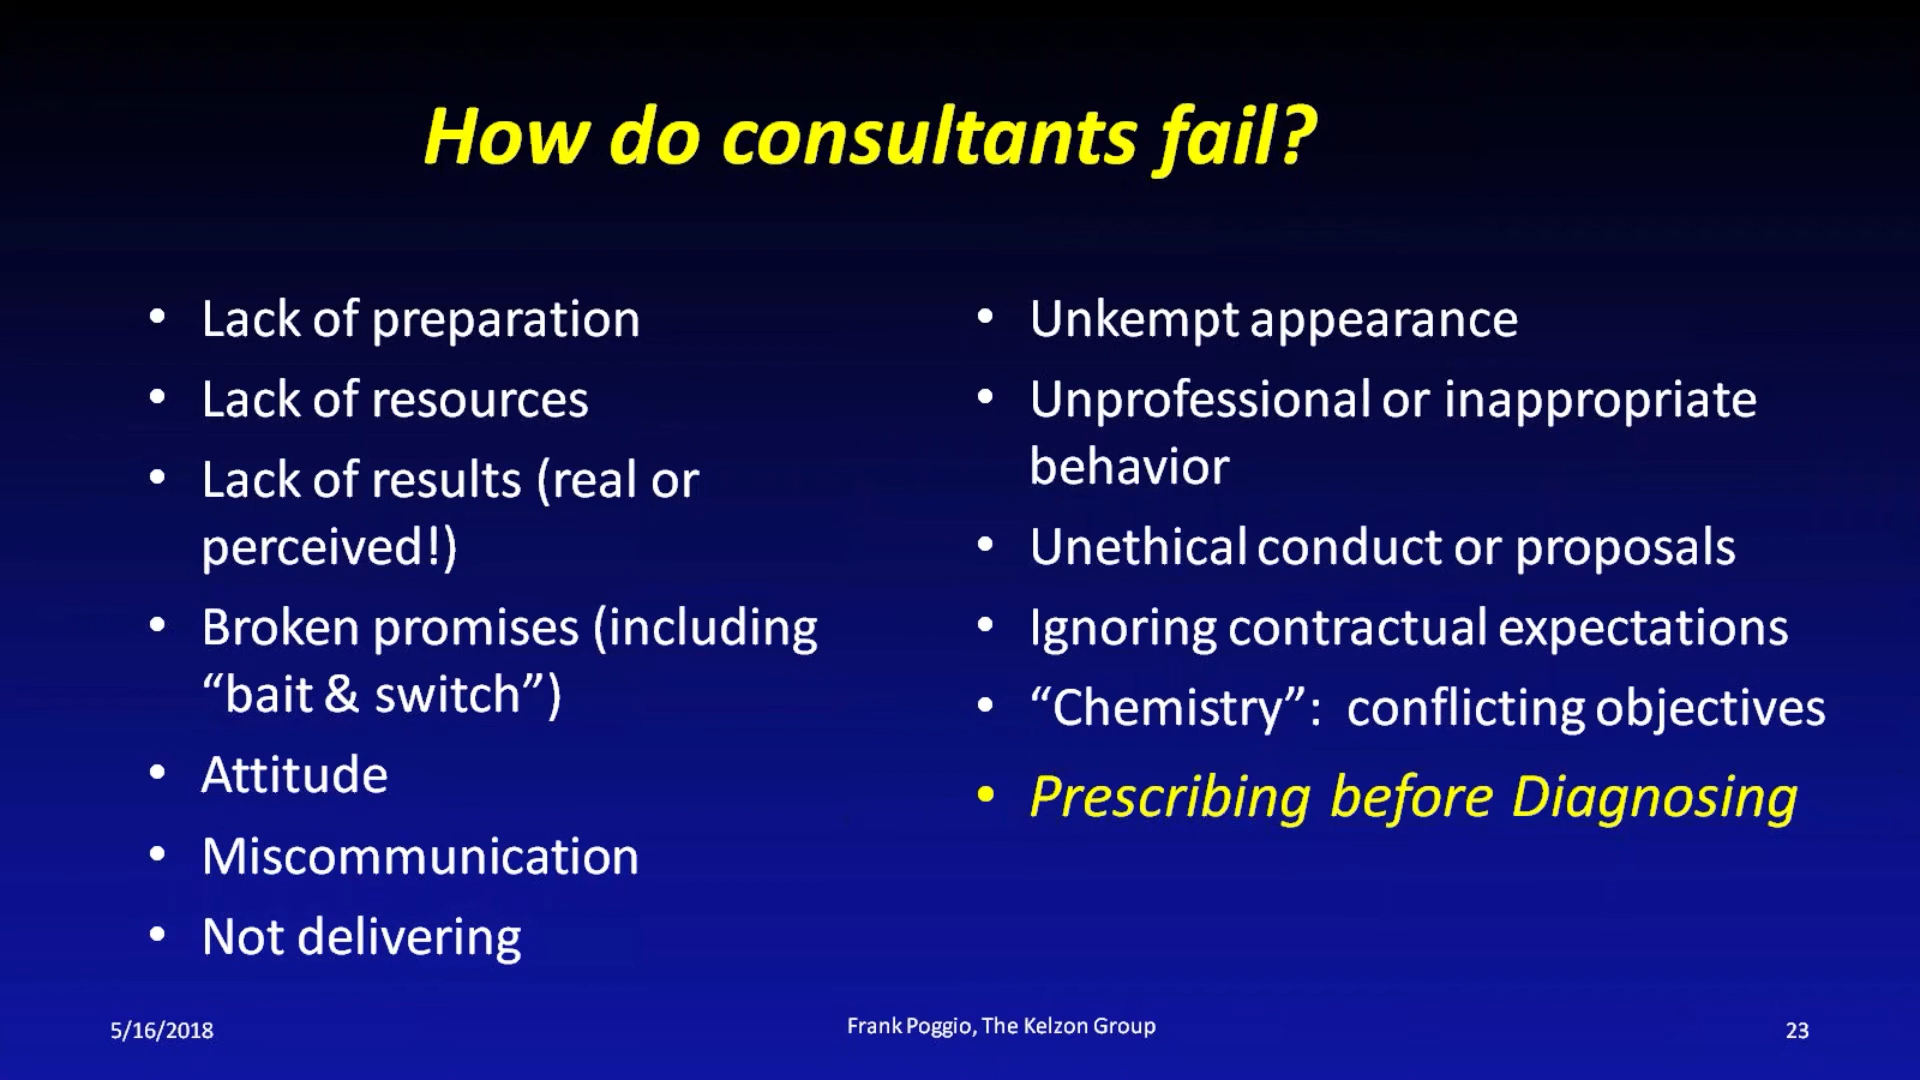 How do consultants fail?
• Lack of preparation
• Lack of resources
• Lack of results (real or
perceived!)
• Broken promises (including
“bait & switch”)
• Attitude
• Miscommunication
• Not delivering
• Unkempt appearance
• Unprofessional or inappropriate
behavior
• Unethical conduct or proposals
• Ignoring contractual expectations
• “Chemistry”:  conflicting objectives
• Prescribing before Diagnosing
5/16/2018
Frank Poggio, The Kelzon Group
23